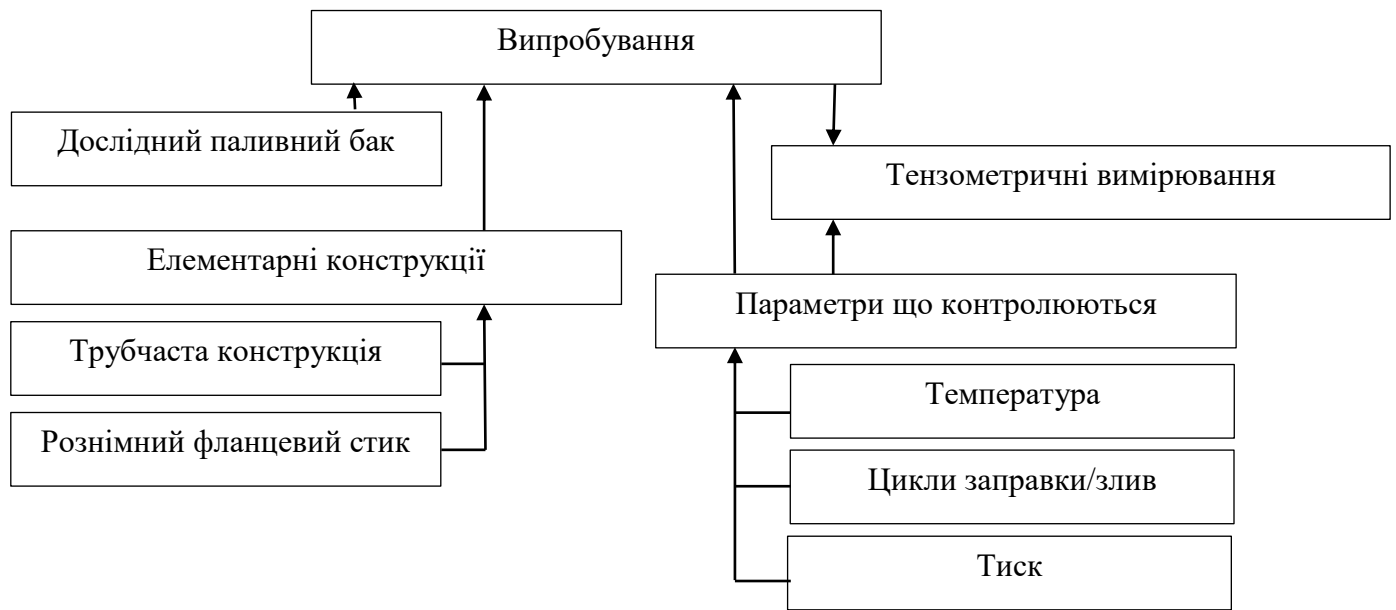 Випробування
Дослідний паливний бак
Тензометричні вимірювання
Елементарні конструкції
Параметри що контролюються
Трубчаста конструкція
Температура
Рознімний фланцевий стик
Цикли заправки/злив
Тиск